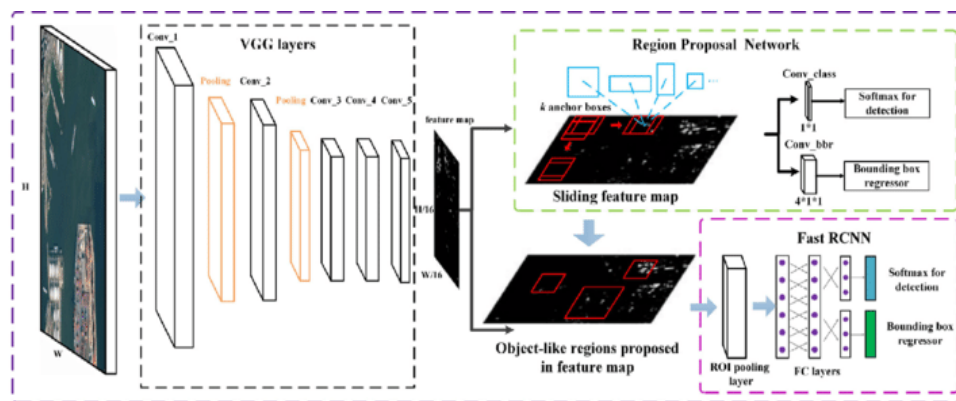 VGG layers
Conv_1
Pooling
Conv_2
Pooling
Conv_3
Conv_4
Conv_5
H
W
feature map
H/16
W/16
Region Proposal Network
k anchor boxes
...
Sliding feature map
Conv_class
1*1
Softmax for
detection
Conv_bbr
4*1*1
Bounding box
regressor
Object-like regions proposed
in feature map
Fast RCNN
ROI pooling
layer
FC layers
Softmax for
detection
Bounding box
regressor